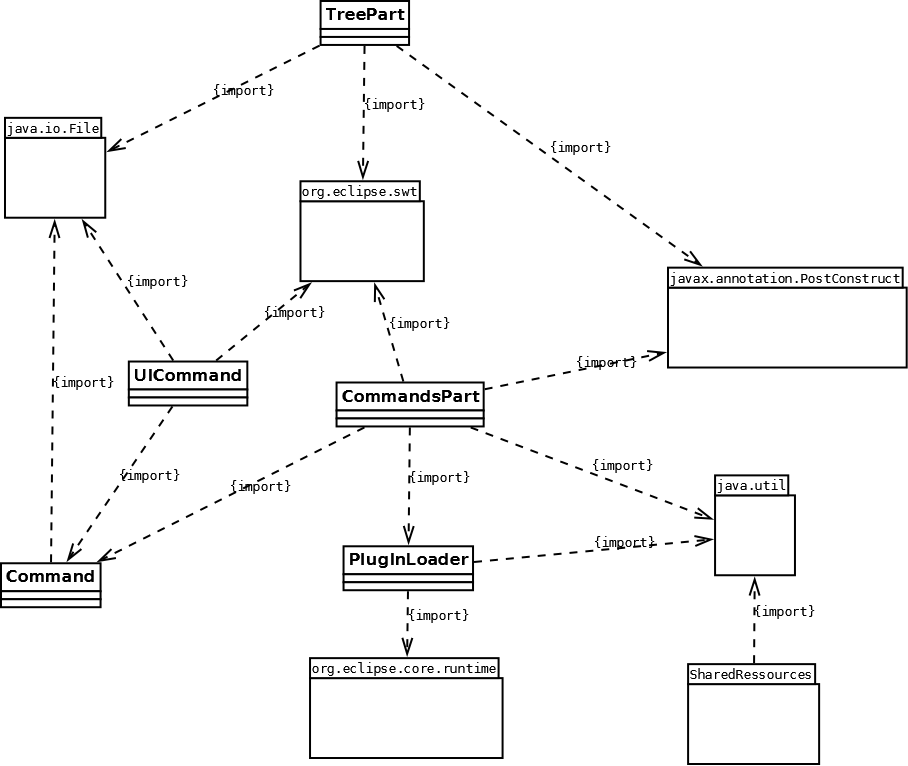 TreePart
{import}
{import}
java.io.File
{import}
org.eclipse.swt
javax.annotation.PostConstruct
{import}
{import}
{import}
{import}
UICommand
{import}
CommandsPart
{import}
{import}
{import}
{import}
{import}
java.util
{import}
PlugInLoader
Command
{import}
{import}
org.eclipse.core.runtime
SharedRessources